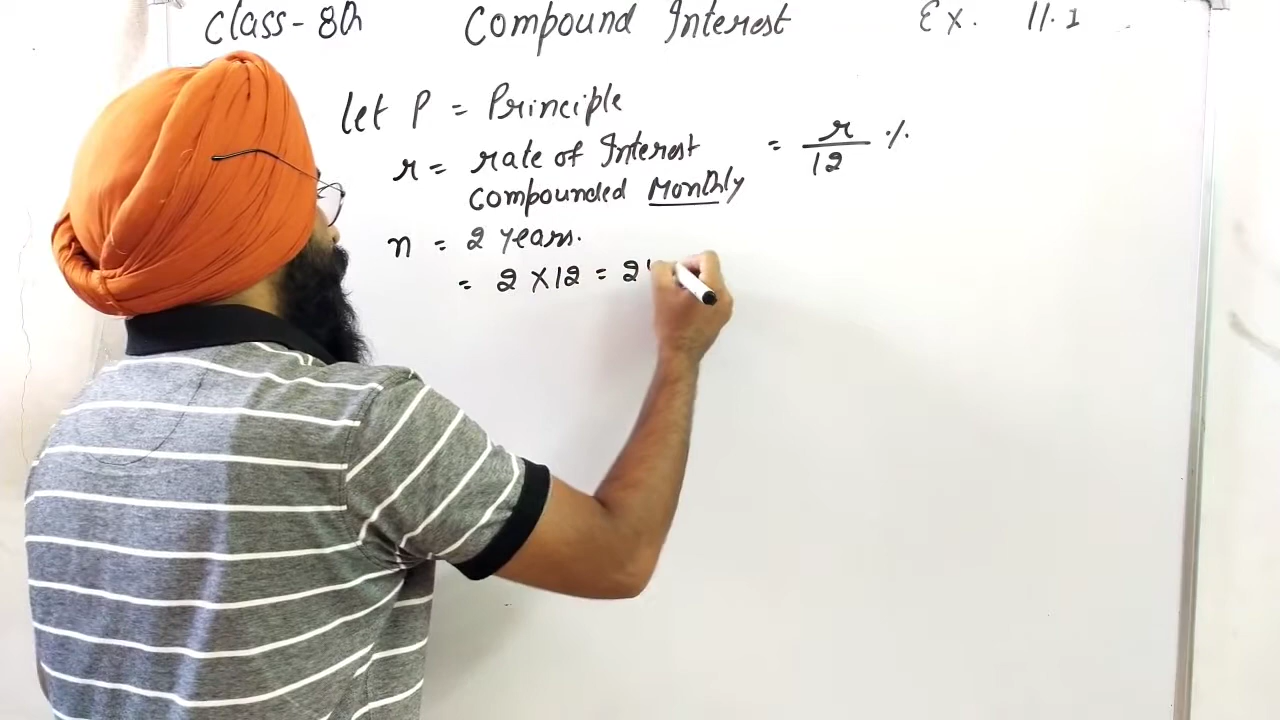 Class-8th Compound Interest Ex. 11.1
let P = Principle
r = rate of Interest = r/12 %
compounded Monthly
n = 2 years.
= 2 X 12 = 24